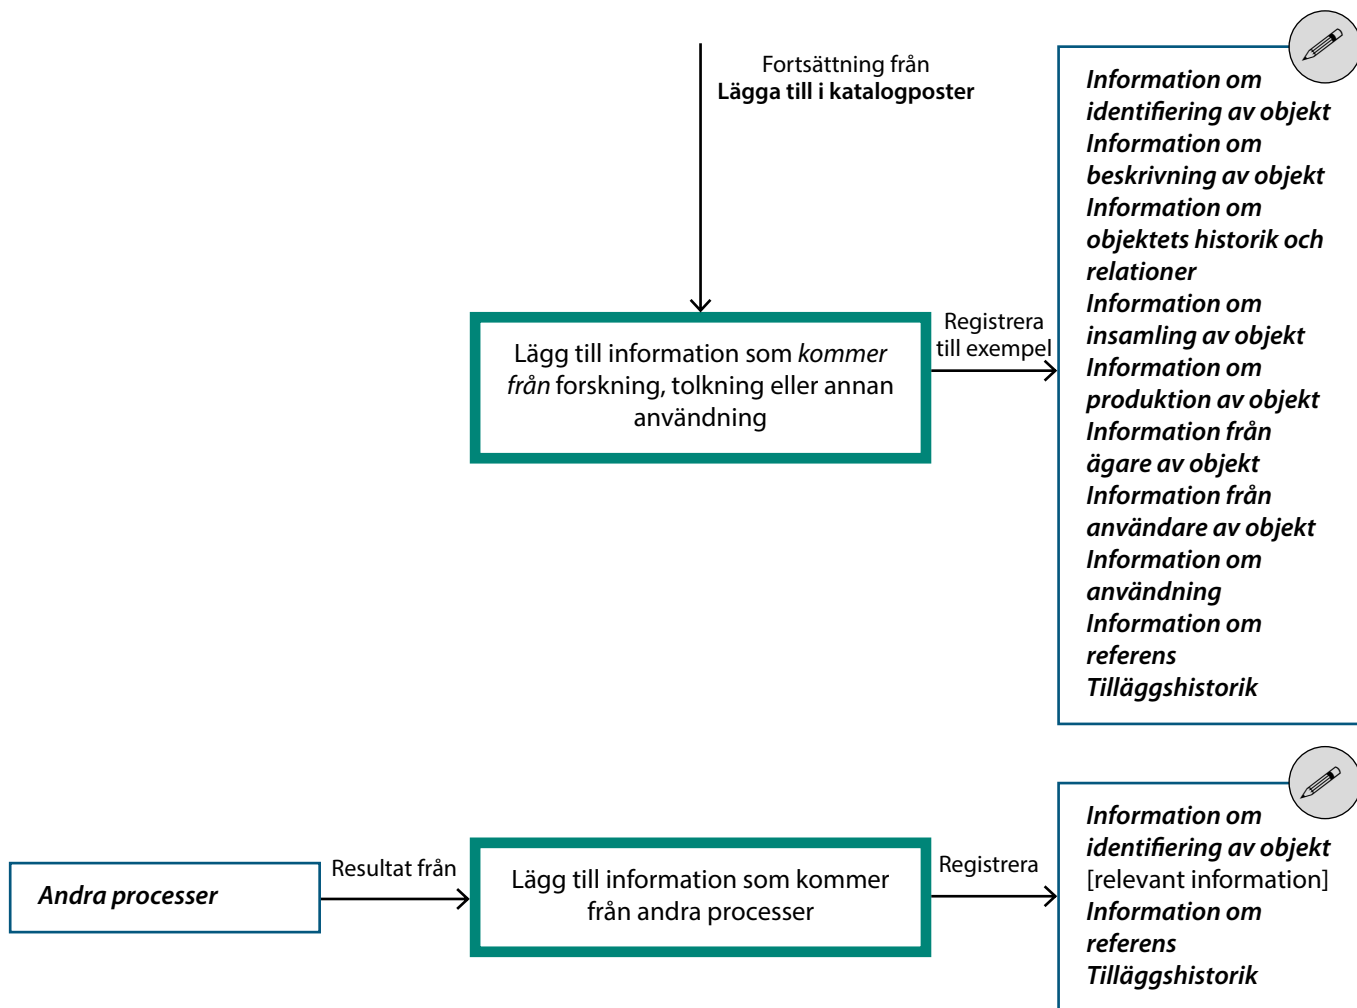 Fortsättning från
Lägga till i katalogposter
Lägg till information som kommer
från forskning, tolkning eller annan
användning
Registrera
till exempel
Information om
identifiering av objekt
Information om
beskrivning av objekt
Information om
objektets historik och
relationer
Information om
insamling av objekt
Information om
produktion av objekt
Information från
ägare av objekt
Information från
användare av objekt
Information om
användning
Information om
referens
Tilläggshistorik
Andra processer
Resultat från
Lägg till information som kommer
från andra processer
Registrera
Information om
identifiering av objekt
[relevant information]
Information om
referens
Tilläggshistorik